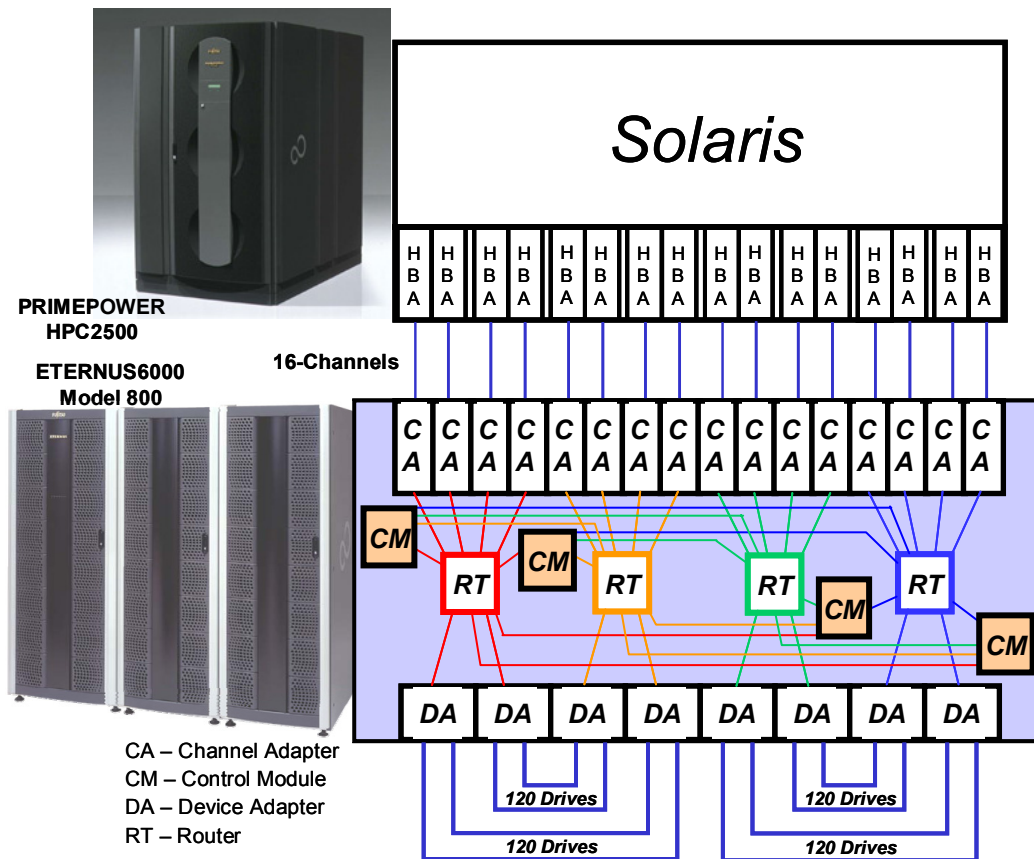 Solaris
H B A H B A H B A H B A H B A H B A H B A H B A H B A H B A H B A H B A H B A H B A H B A H B A
PRIMEPOWER
HPC2500
16-Channels
ETERNUS6000
Model 800
C A C A C A C A C A C A C A C A C A C A C A C A C A C A C A C A
CM
RT CM RT RT RT
CM
CM
DA DA DA DA DA DA DA DA
CA – Channel Adapter
CM – Control Module
DA – Device Adapter
RT – Router
120 Drives 120 Drives
120 Drives 120 Drives